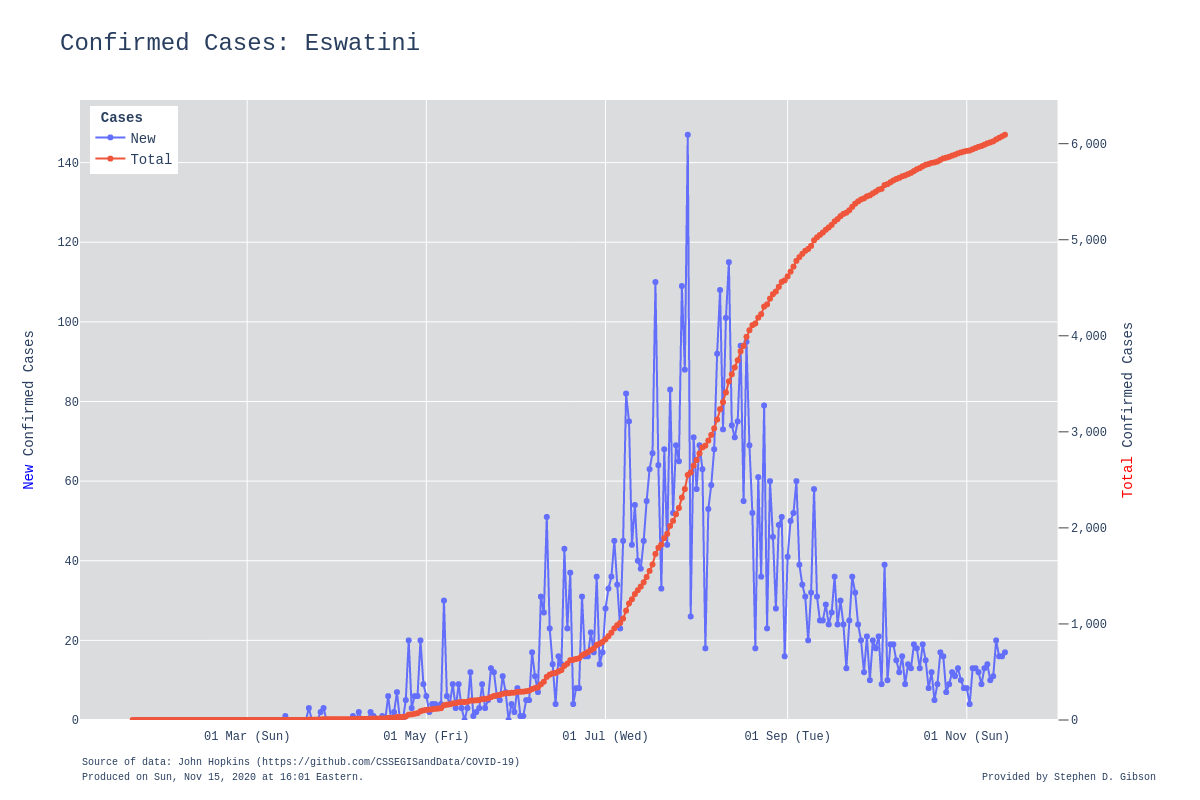 Confirmed Cases: Eswatini
Cases
New
Total
140
120
100
80
60
40
20
0
6,000
5,000
4,000
3,000
2,000
1,000
0
New Confirmed Cases
Total Confirmed Cases
01 Mar (Sun)
01 May (Fri)
01 Jul (Wed)
01 Sep (Tue)
01 Nov (Sun)
Source of data: John Hopkins (https://github.com/CSSEGISandData/COVID-19)
Produced on Sun, Nov 15, 2020 at 16:01 Eastern.
Provided by Stephen D. Gibson